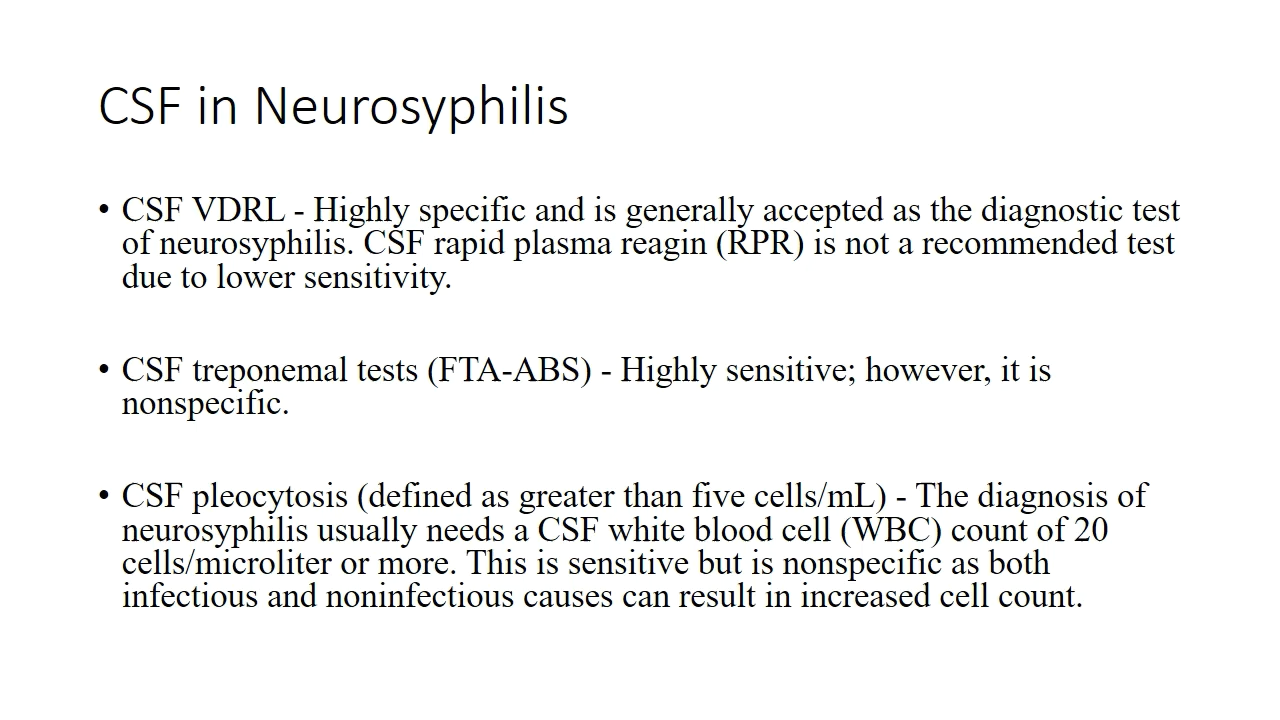 CSF in Neurosyphilis
• CSF VDRL - Highly specific and is generally accepted as the diagnostic test
of neurosyphilis. CSF rapid plasma reagin (RPR) is not a recommended test
due to lower sensitivity.
• CSF treponemal tests (FTA-ABS) - Highly sensitive; however, it is
nonspecific.
• CSF pleocytosis (defined as greater than five cells/mL) - The diagnosis of
neurosyphilis usually needs a CSF white blood cell (WBC) count of 20
cells/microliter or more. This is sensitive but is nonspecific as both
infectious and noninfectious causes can result in increased cell count.